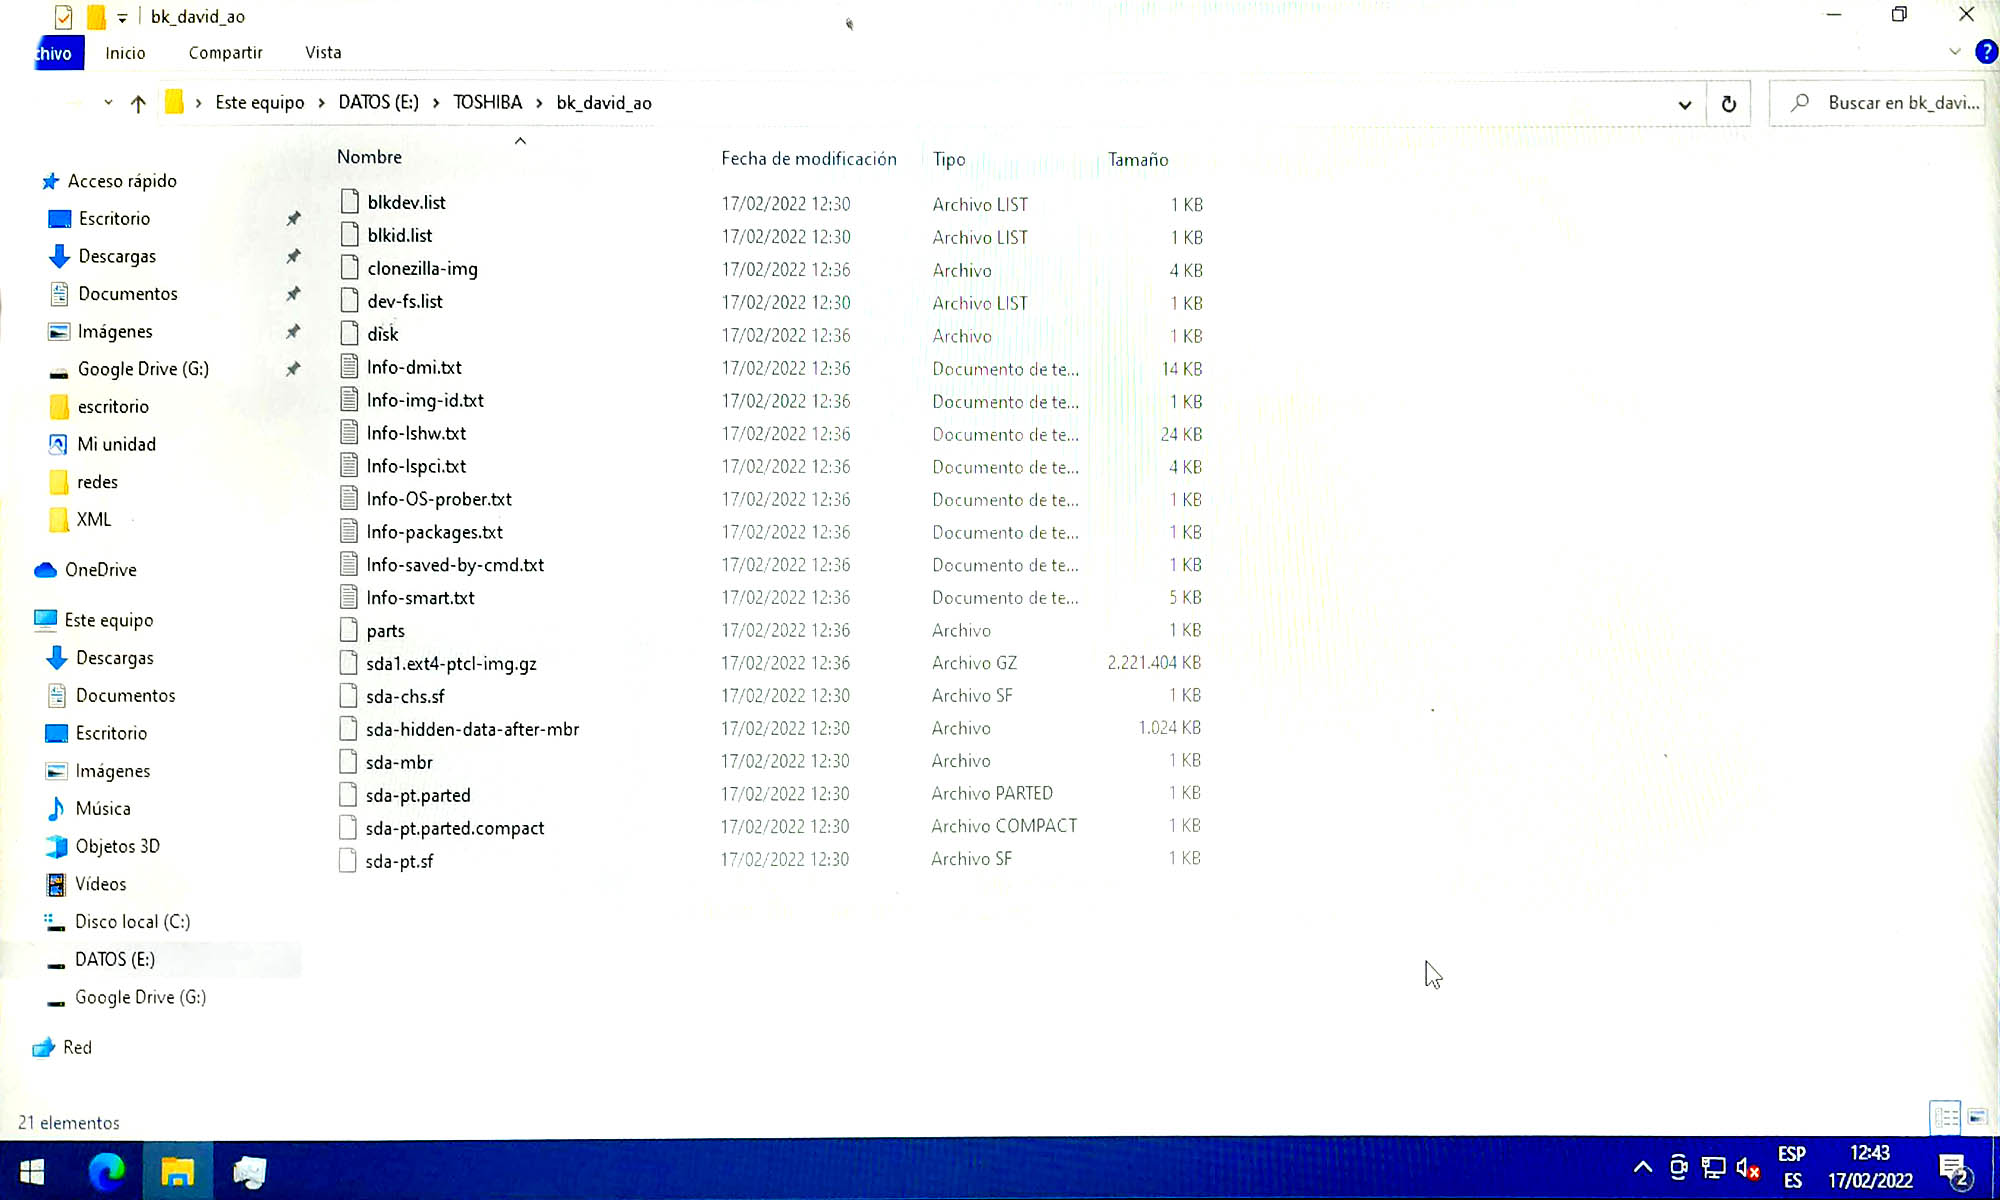 bk_david_ao
chivo Inicio Compartir Vista
Este equipo › DATOS (E:) › TOSHIBA › bk_david_ao
Buscar en bk_davi...
Nombre Fecha de modificación Tipo Tamaño
blkdev.list 17/02/2022 12:30 Archivo LIST 1 KB
blkid.list 17/02/2022 12:30 Archivo LIST 1 KB
clonezilla-img 17/02/2022 12:36 Archivo 4 KB
dev-fs.list 17/02/2022 12:30 Archivo LIST 1 KB
disk 17/02/2022 12:36 Archivo 1 KB
Info-dmi.txt 17/02/2022 12:36 Documento de te... 14 KB
Info-img-id.txt 17/02/2022 12:36 Documento de te... 1 KB
Info-lshw.txt 17/02/2022 12:36 Documento de te... 24 KB
Info-lspci.txt 17/02/2022 12:36 Documento de te... 4 KB
Info-OS-prober.txt 17/02/2022 12:36 Documento de te... 1 KB
Info-packages.txt 17/02/2022 12:36 Documento de te... 1 KB
Info-saved-by-cmd.txt 17/02/2022 12:36 Documento de te... 1 KB
Info-smart.txt 17/02/2022 12:36 Documento de te... 5 KB
parts 17/02/2022 12:36 Archivo 1 KB
sda1.ext4-ptcl-img.gz 17/02/2022 12:36 Archivo GZ 2.221.404 KB
sda-chs.sf 17/02/2022 12:30 Archivo SF 1 KB
sda-hidden-data-after-mbr 17/02/2022 12:30 Archivo 1.024 KB
sda-mbr 17/02/2022 12:30 Archivo 1 KB
sda-pt.parted 17/02/2022 12:30 Archivo PARTED 1 KB
sda-pt.parted.compact 17/02/2022 12:30 Archivo COMPACT 1 KB
sda-pt.sf 17/02/2022 12:30 Archivo SF 1 KB
Acceso rápido
Escritorio
Descargas
Documentos
Imágenes
Google Drive (G:)
escritorio
Mi unidad
redes
XML
OneDrive
Este equipo
Descargas
Documentos
Escritorio
Imágenes
Música
Objetos 3D
Vídeos
Disco local (C:)
DATOS (E:)
Google Drive (G:)
Red
21 elementos
ESP
ES
12:43
17/02/2022
2